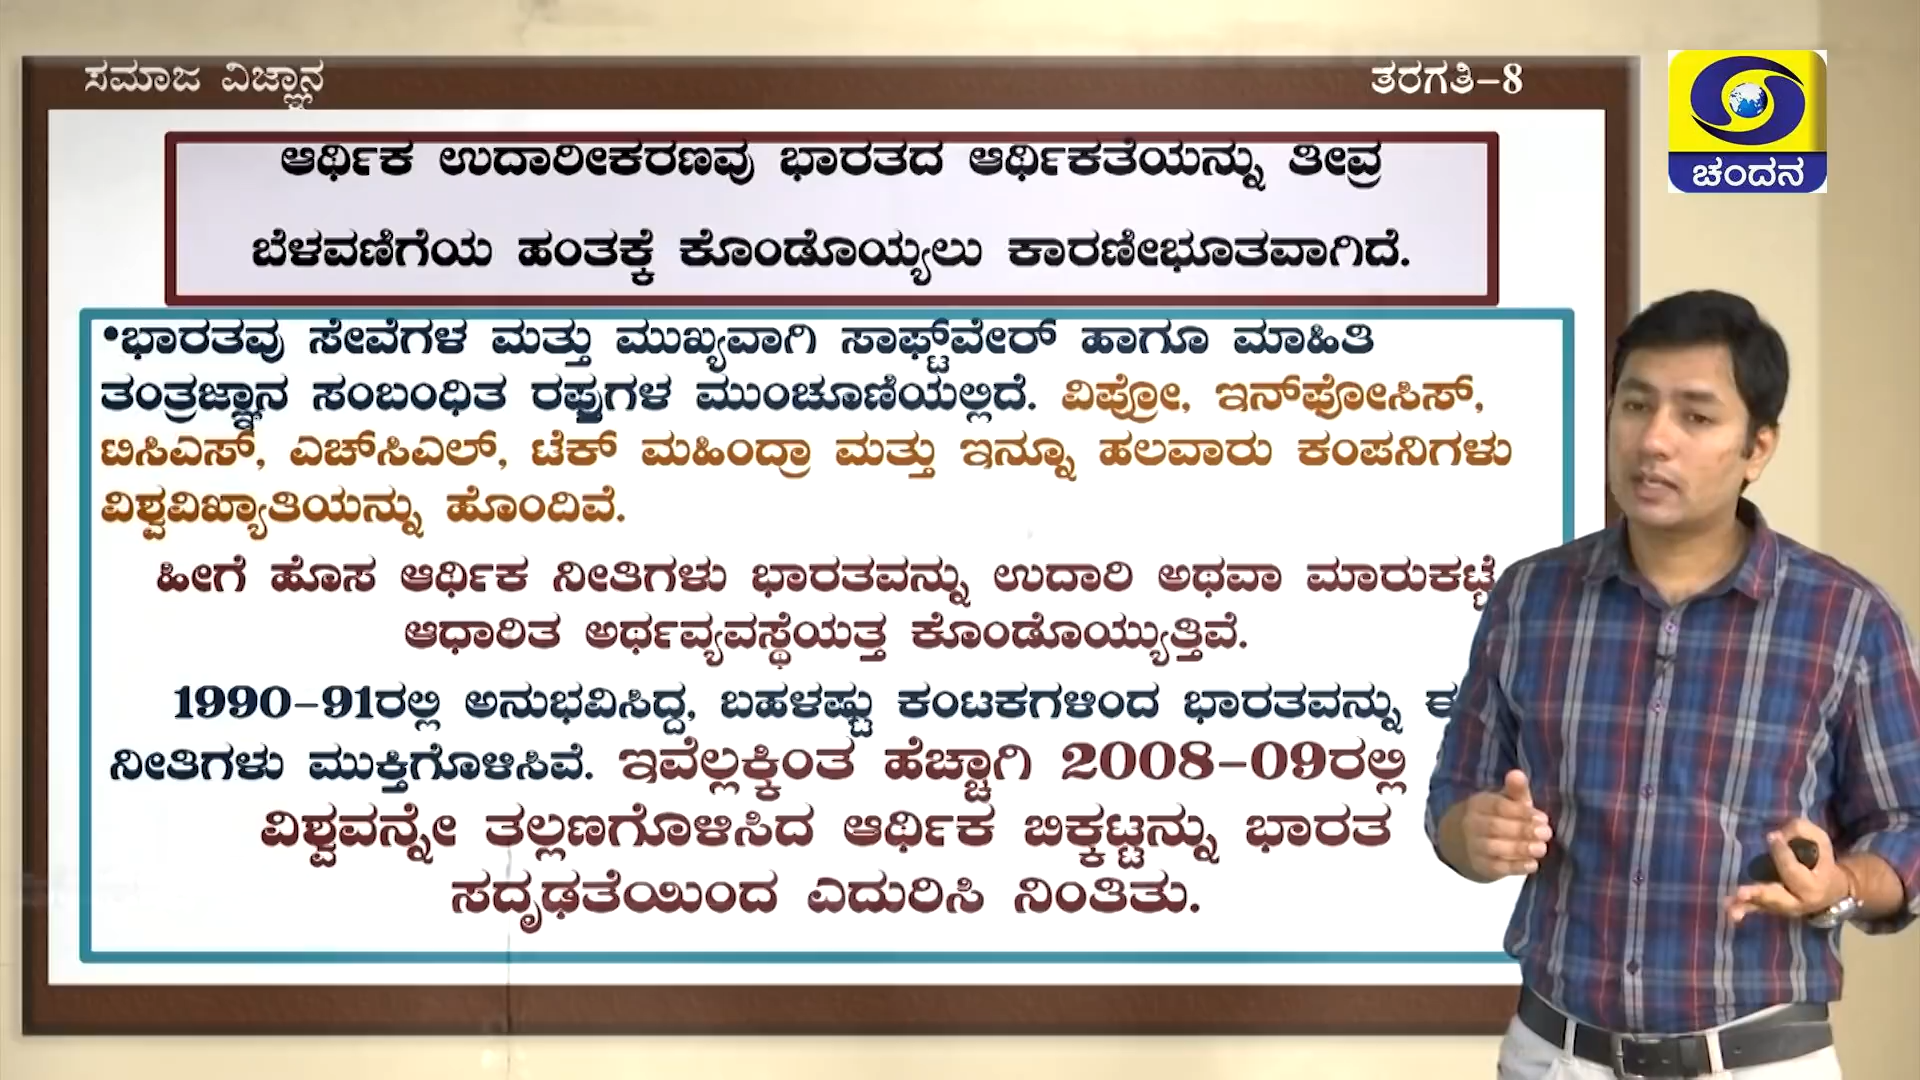 ಸಮಾಜ ವಿಜ್ಞಾನ
ತರಗತಿ-8
ಚಂದನ
ಆರ್ಥಿಕ ಉದಾರೀಕರಣವು ಭಾರತದ ಆರ್ಥಿಕತೆಯನ್ನು ತೀವ್ರ
ಬೆಳವಣಿಗೆಯ ಹಂತಕ್ಕೆ ಕೊಂಡೊಯ್ಯಲು ಕಾರಣೀಭೂತವಾಗಿದೆ.
•ಭಾರತವು ಸೇವೆಗಳ ಮತ್ತು ಮುಖ್ಯವಾಗಿ ಸಾಫ್ಟ್‌ವೇರ್ ಹಾಗೂ ಮಾಹಿತಿ
ತಂತ್ರಜ್ಞಾನ ಸಂಬಂಧಿತ ರಫ್ತುಗಳ ಮುಂಚೂಣಿಯಲ್ಲಿದೆ. ವಿಪ್ರೋ, ಇನ್‌ಫೋಸಿಸ್,
ಟಿಸಿಎಸ್, ಎಚ್‌ಸಿಎಲ್, ಟೆಕ್ ಮಹಿಂದ್ರಾ ಮತ್ತು ಇನ್ನೂ ಹಲವಾರು ಕಂಪನಿಗಳು
ವಿಶ್ವವಿಖ್ಯಾತಿಯನ್ನು ಹೊಂದಿವೆ.
ಹೀಗೆ ಹೊಸ ಆರ್ಥಿಕ ನೀತಿಗಳು ಭಾರತವನ್ನು ಉದಾರಿ ಅಥವಾ ಮಾರುಕಟ್ಟೆ
ಆಧಾರಿತ ಅರ್ಥವ್ಯವಸ್ಥೆಯತ್ತ ಕೊಂಡೊಯ್ಯುತ್ತಿವೆ.
1990-91ರಲ್ಲಿ ಅನುಭವಿಸಿದ್ದ, ಬಹಳಷ್ಟು ಕಂಟಕಗಳಿಂದ ಭಾರತವನ್ನು ಈ
ನೀತಿಗಳು ಮುಕ್ತಿಗೊಳಿಸಿವೆ. ಇವೆಲ್ಲಕ್ಕಿಂತ ಹೆಚ್ಚಾಗಿ 2008-09ರಲ್ಲಿ
ವಿಶ್ವವನ್ನೇ ತಲ್ಲಣಗೊಳಿಸಿದ ಆರ್ಥಿಕ ಬಿಕ್ಕಟ್ಟನ್ನು ಭಾರತ
ಸದೃಢತೆಯಿಂದ ಎದುರಿಸಿ ನಿಂತಿತು.